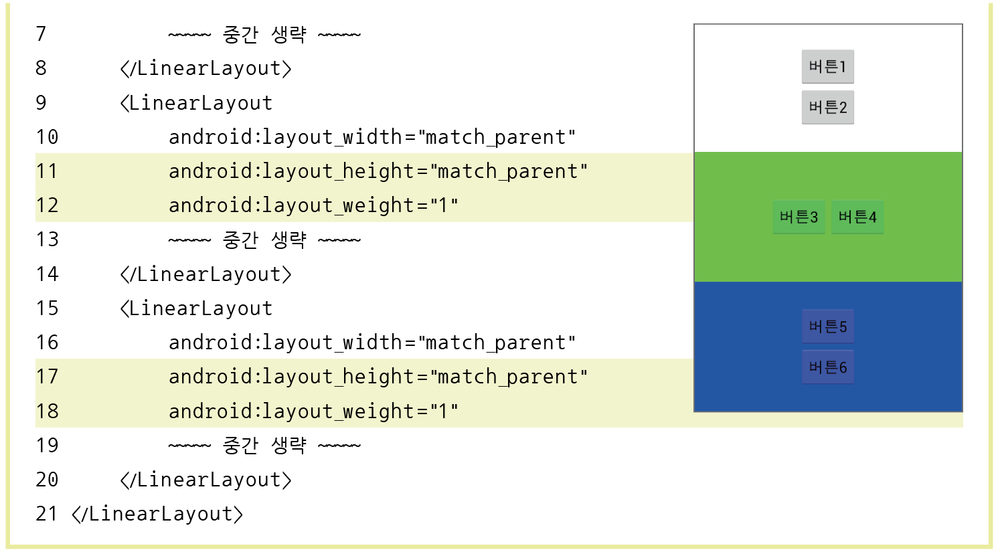 7 ~~~~~ 중간 생략 ~~~~~
8 </LinearLayout>
9 <LinearLayout
10 android:layout_width="match_parent"
11 android:layout_height="match_parent"
12 android:layout_weight="1"
13 ~~~~~ 중간 생략 ~~~~~
14 </LinearLayout>
15 <LinearLayout
16 android:layout_width="match_parent"
17 android:layout_height="match_parent"
18 android:layout_weight="1"
19 ~~~~~ 중간 생략 ~~~~~
20 </LinearLayout>
21 </LinearLayout>
버튼1
버튼2
버튼3 버튼4
버튼5
버튼6